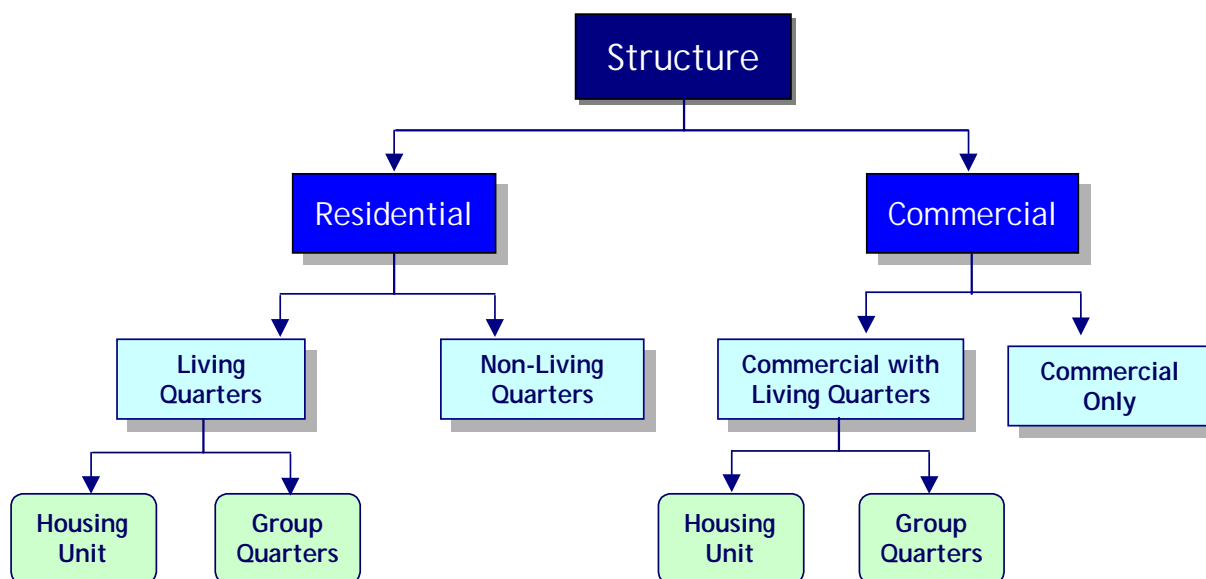 Structure
Residential
Commercial
Living
Quarters
Non-Living
Quarters
Commercial with
Living Quarters
Commercial
Only
Housing
Unit
Group
Quarters
Housing
Unit
Group
Quarters